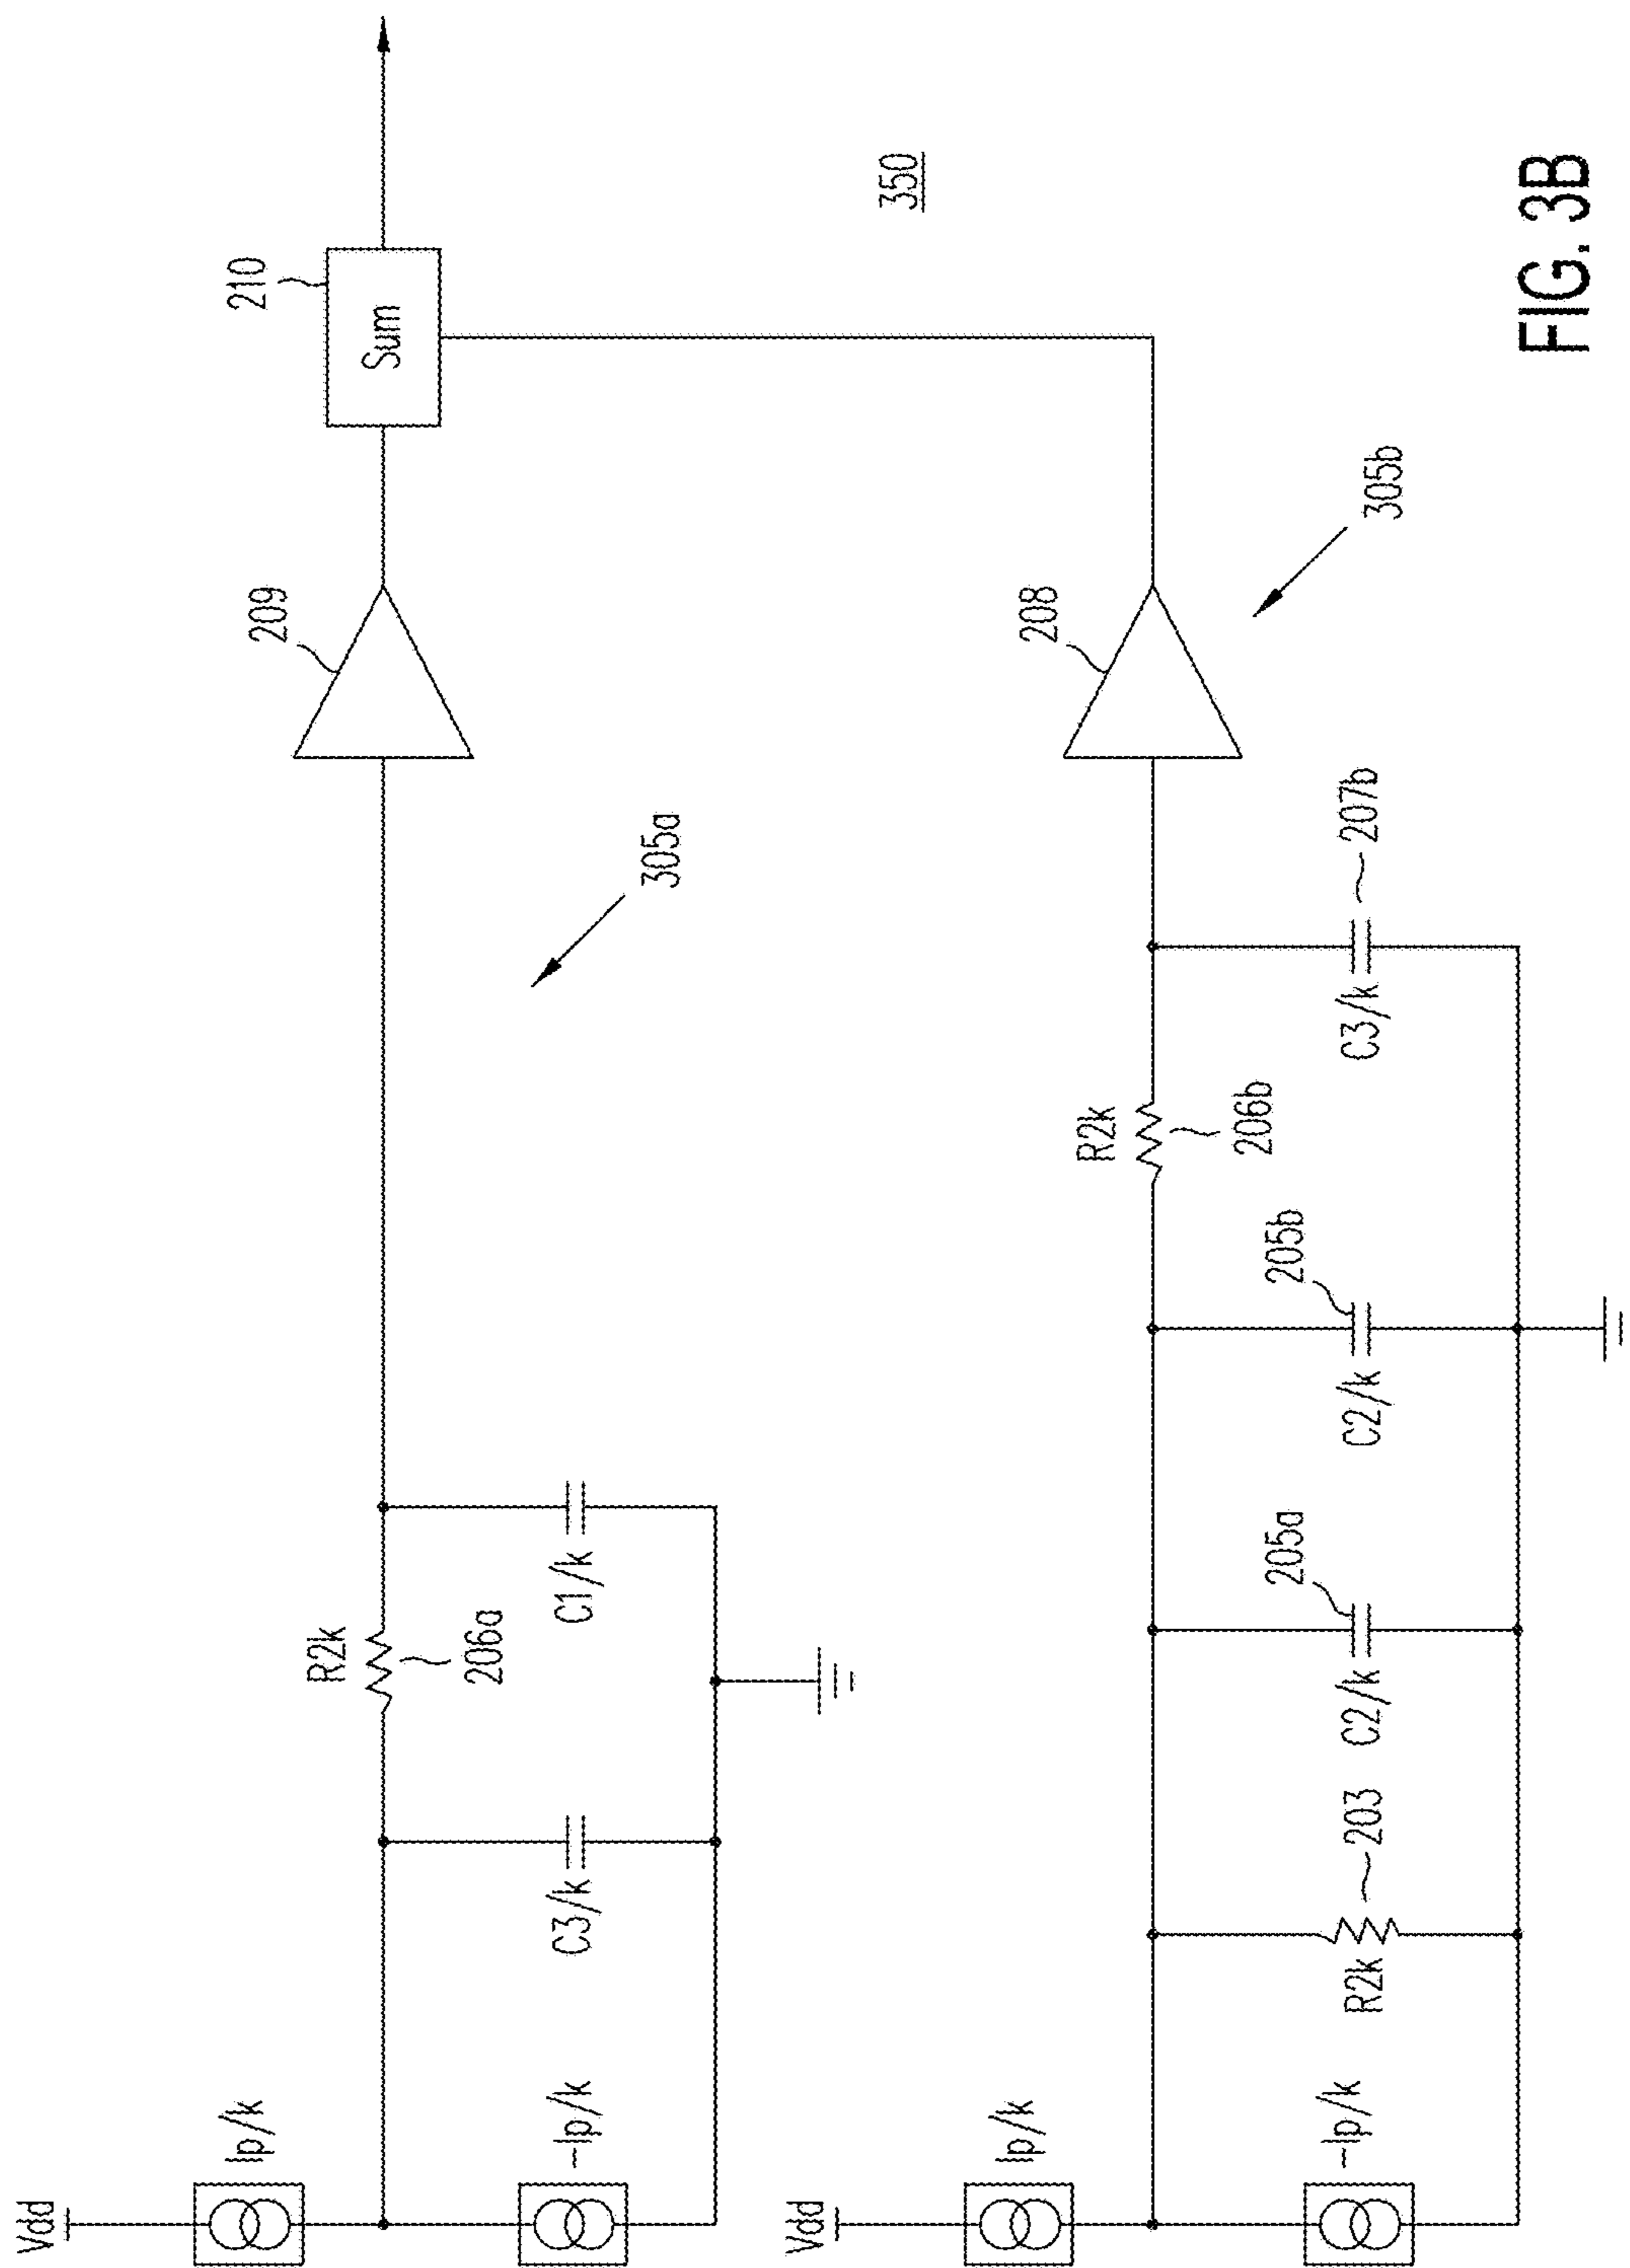 Vdd
Ip/k
-Ip/k
C3/k
R2k
206a
C1/k
305a
209
210
Sum
350
Vdd
Ip/k
-Ip/k
R2k
203
C2/k
205a
C2/k
205b
R2k
206b
C3/k
207b
208
305b
FIG. 3B